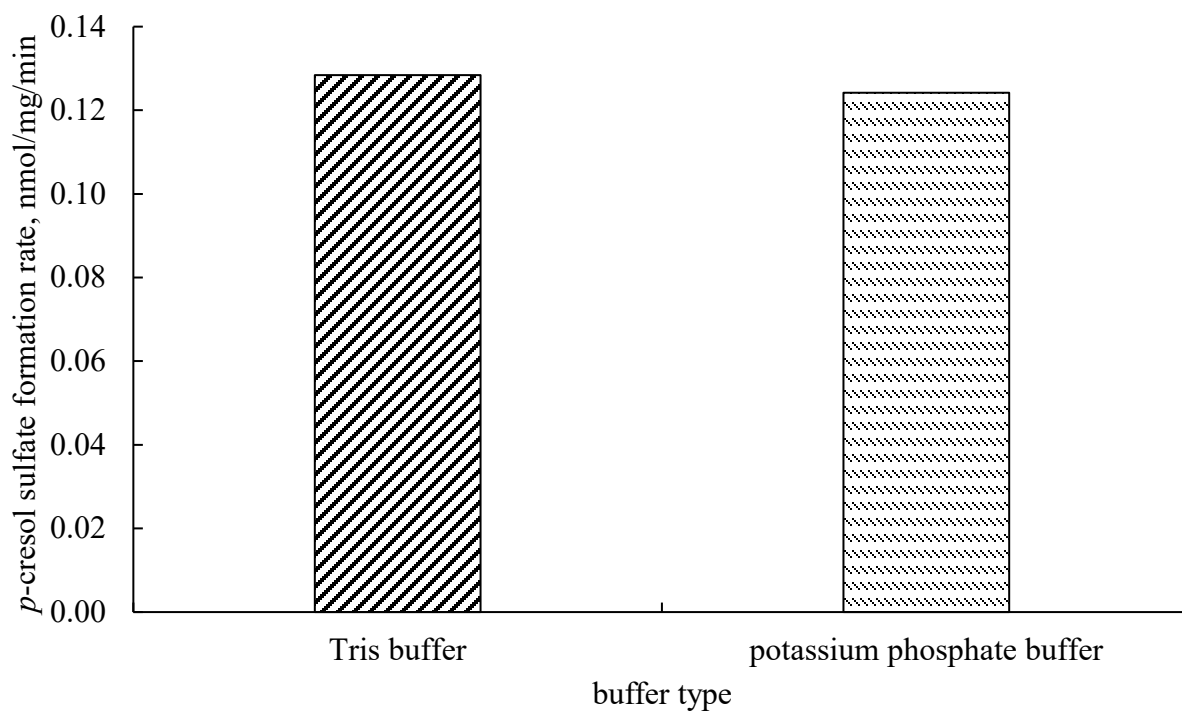 p-cresol sulfate formation rate, nmol/mg/min
0.14
0.12
0.10
0.08
0.06
0.04
0.02
0.00
Tris buffer
potassium phosphate buffer
buffer type